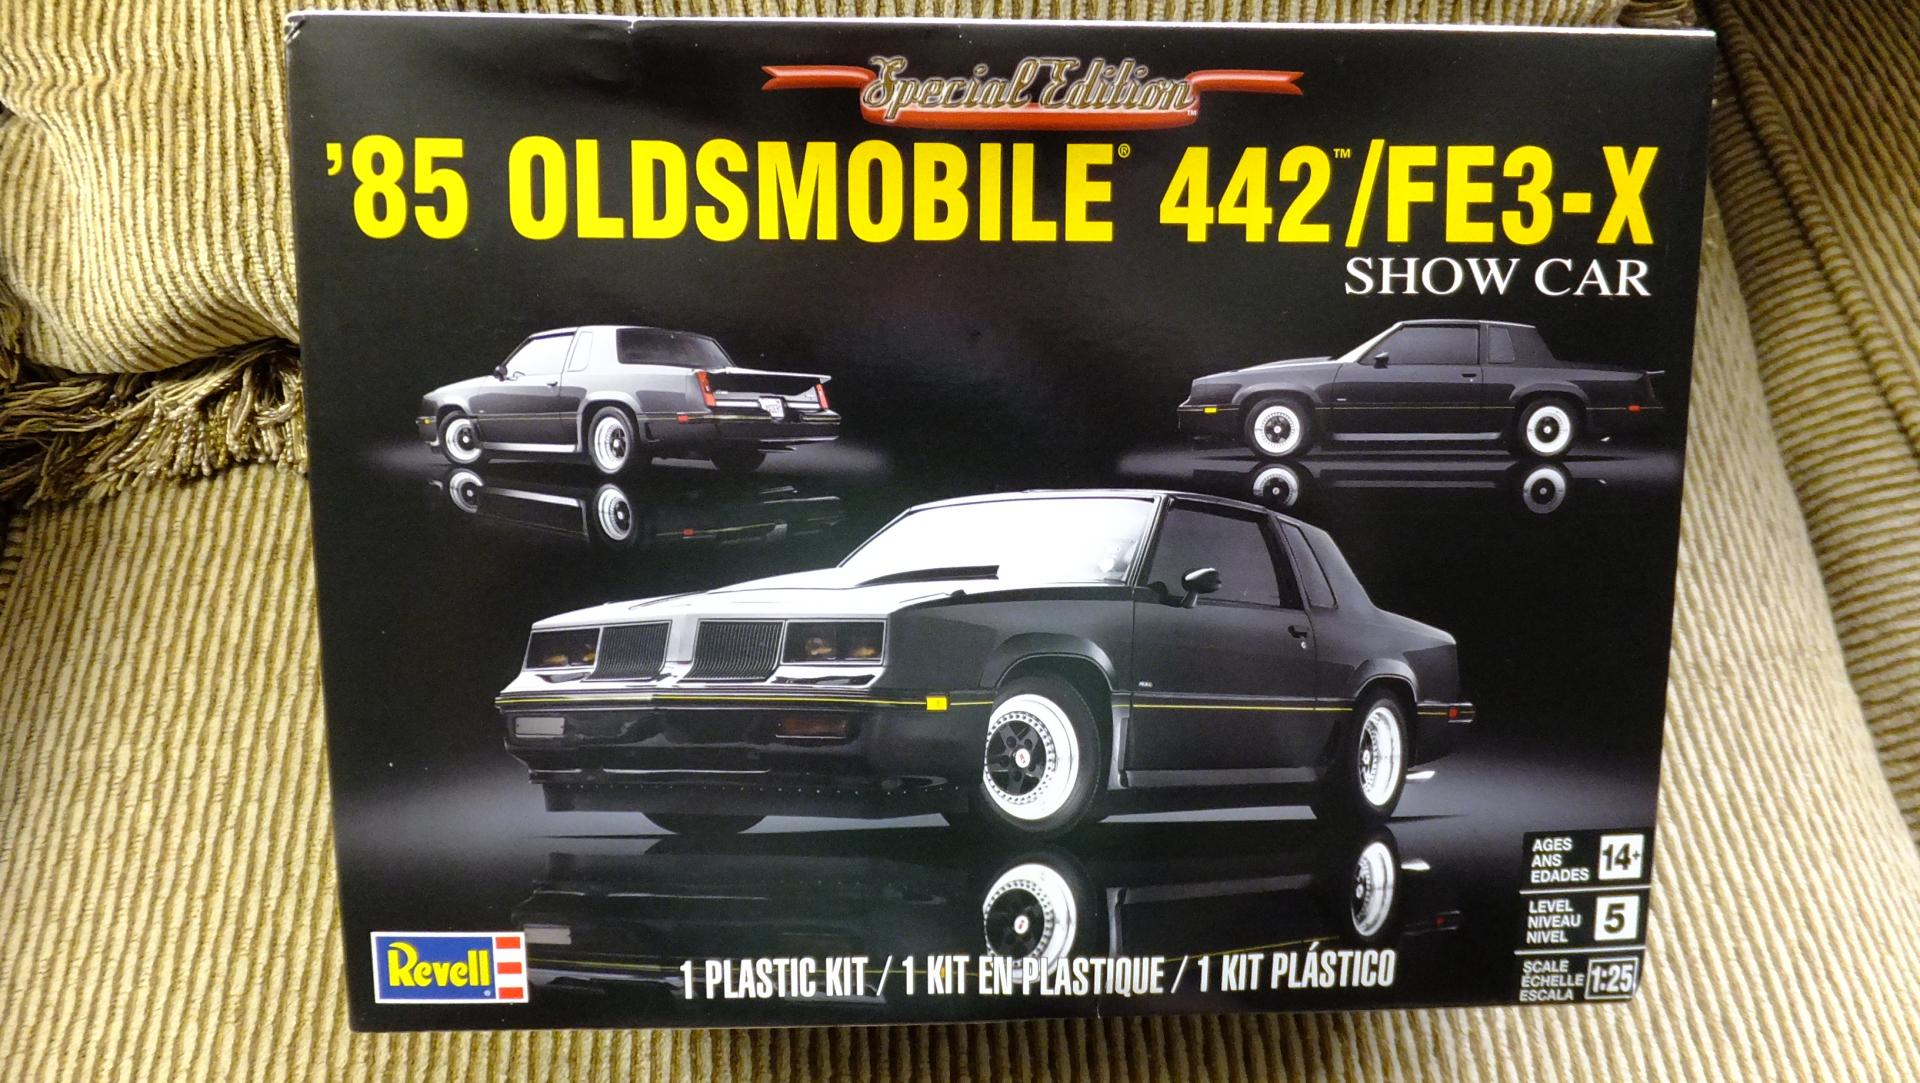 Special Edition™
'85 OLDSMOBILE® 442™/FE3-X
SHOW CAR
AGES
ANS
EDADES
14+
LEVEL
NIVEAU
NIVEL
5
SCALE
ÉCHELLE
ESCALA
1:25
Revell®
1 PLASTIC KIT / 1 KIT EN PLASTIQUE / 1 KIT PLÁSTICO